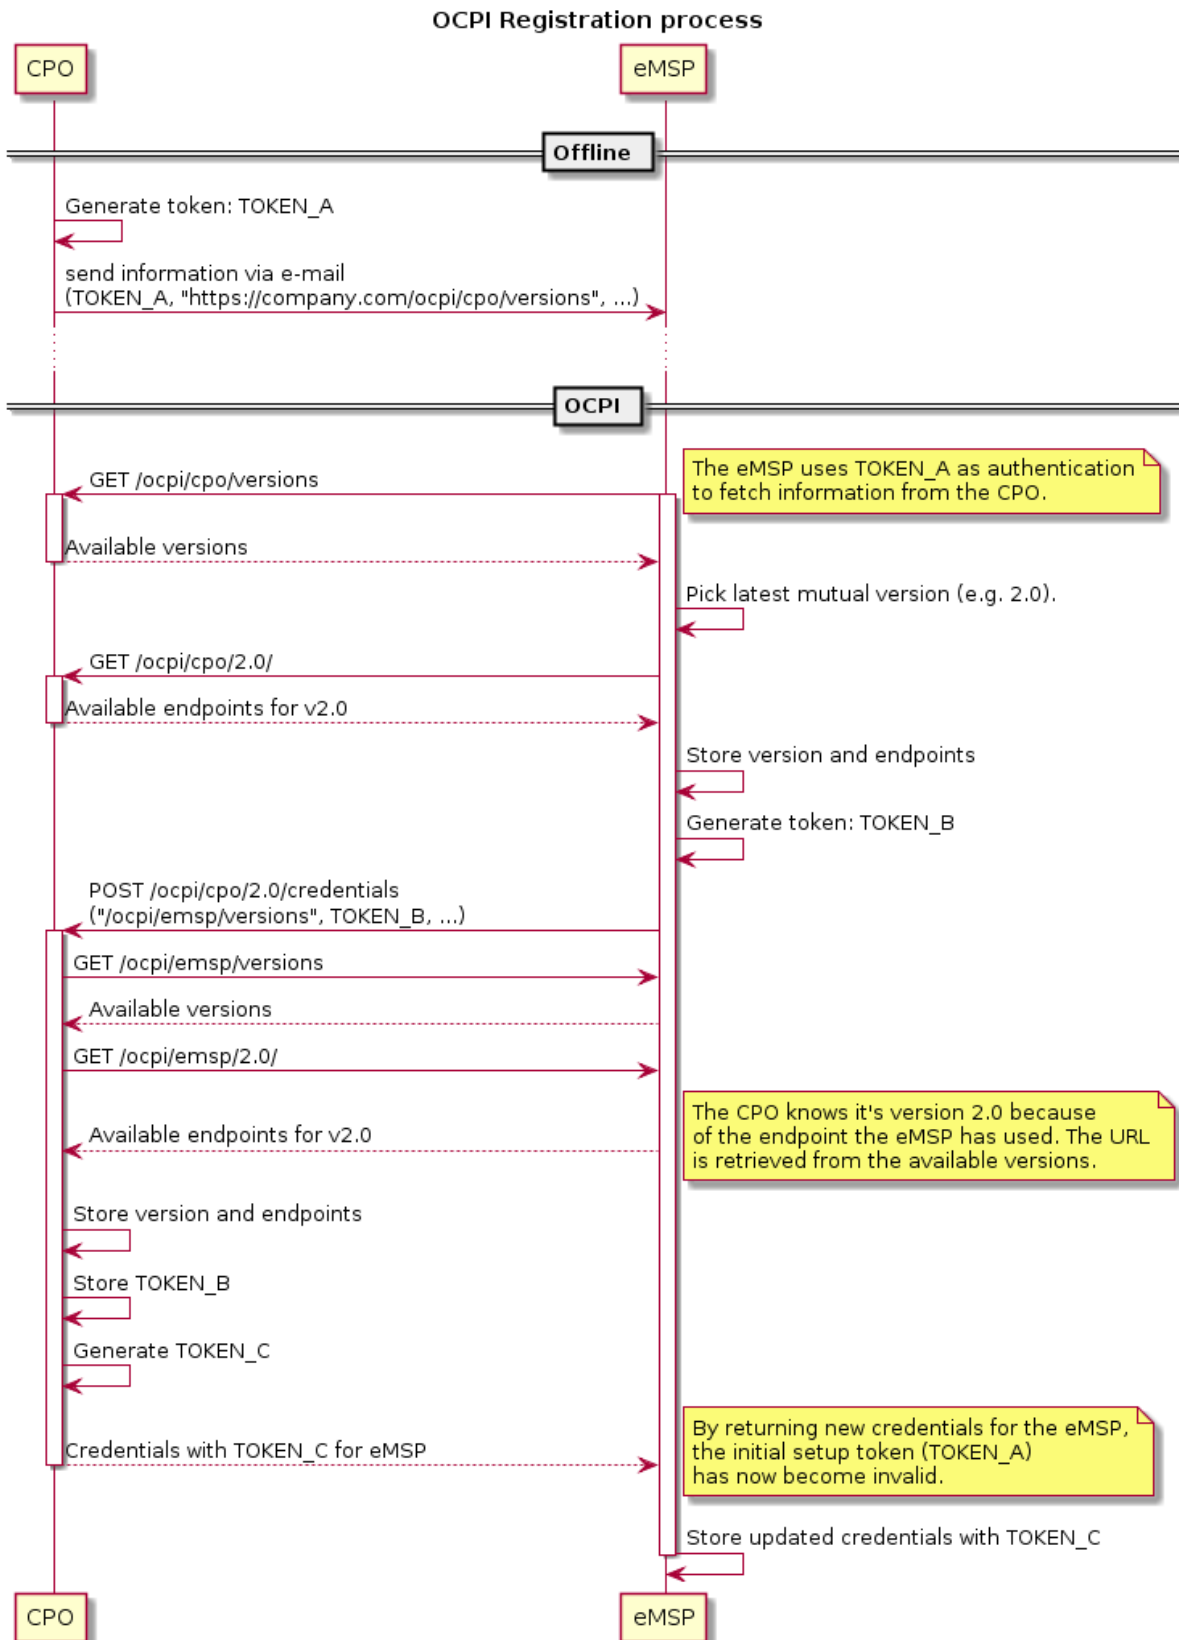 OCPI Registration process
CPO
eMSP
Offline
Generate token: TOKEN_A
send information via e-mail
(TOKEN_A, "https://company.com/ocpi/cpo/versions", ...)
OCPI
GET /ocpi/cpo/versions
The eMSP uses TOKEN_A as authentication
to fetch information from the CPO.
Available versions
Pick latest mutual version (e.g. 2.0).
GET /ocpi/cpo/2.0/
Available endpoints for v2.0
Store version and endpoints
Generate token: TOKEN_B
POST /ocpi/cpo/2.0/credentials
("/ocpi/emsp/versions", TOKEN_B, ...)
GET /ocpi/emsp/versions
Available versions
GET /ocpi/emsp/2.0/
The CPO knows it's version 2.0 because
of the endpoint the eMSP has used. The URL
is retrieved from the available versions.
Available endpoints for v2.0
Store version and endpoints
Store TOKEN_B
Generate TOKEN_C
By returning new credentials for the eMSP,
the initial setup token (TOKEN_A)
has now become invalid.
Credentials with TOKEN_C for eMSP
Store updated credentials with TOKEN_C
CPO
eMSP